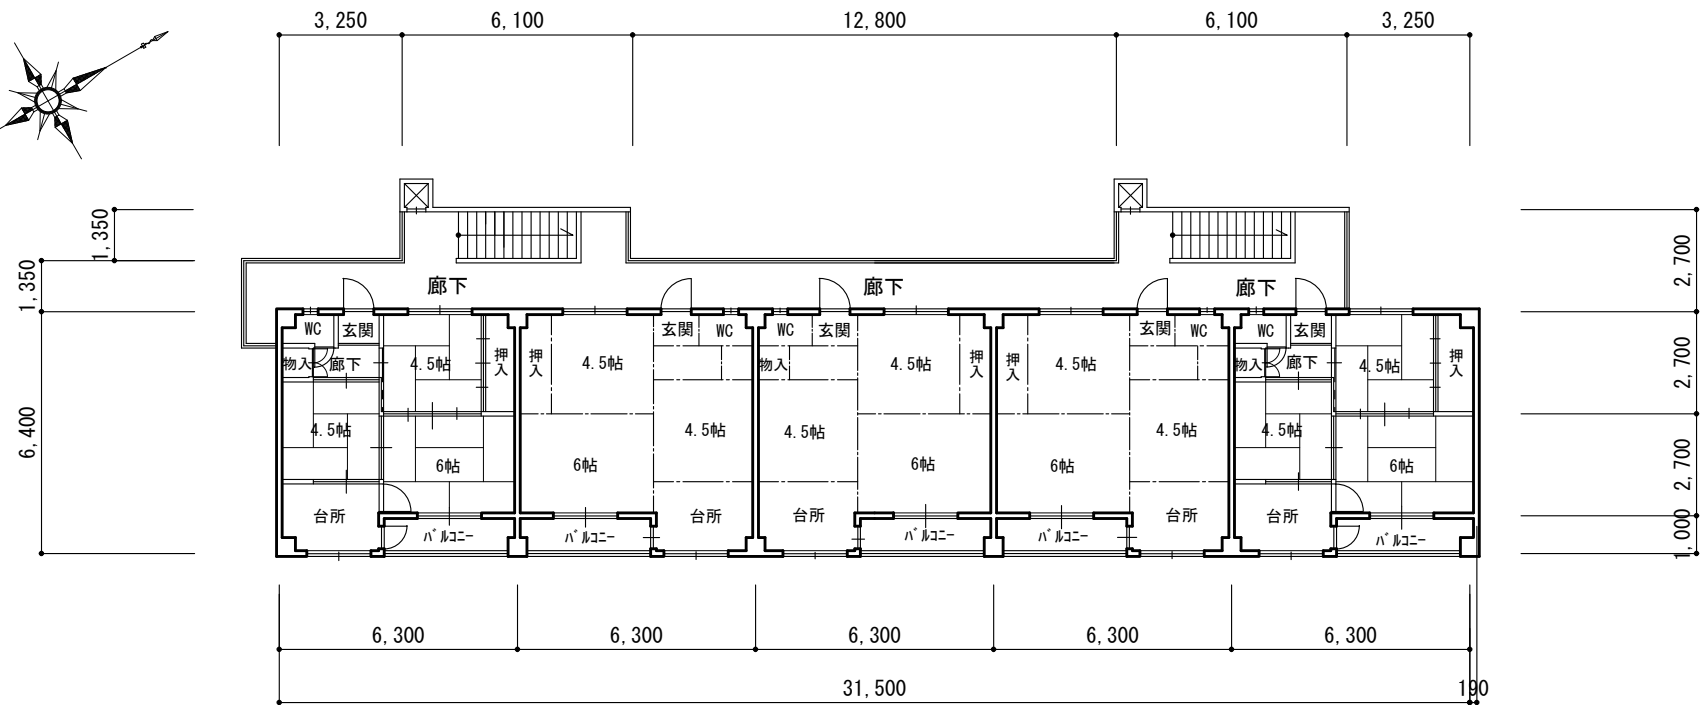 3,250 6,100 12,800 6,100 3,250
1,350
1,350
6,400
2,700
2,700
2,700
1,000
廊下 廊下 廊下
WC 玄関 玄関 WC WC 玄関 玄関 WC WC 玄関
物入 廊下 4.5帖 押入 押入 4.5帖 物入 4.5帖 押入 押入 4.5帖 物入 廊下 4.5帖 押入
4.5帖 6帖 6帖 4.5帖 4.5帖 6帖 6帖 4.5帖 4.5帖 6帖
台所 台所 台所 台所 台所
バルコニー バルコニー バルコニー バルコニー バルコニー
6,300 6,300 6,300 6,300 6,300
31,500 190